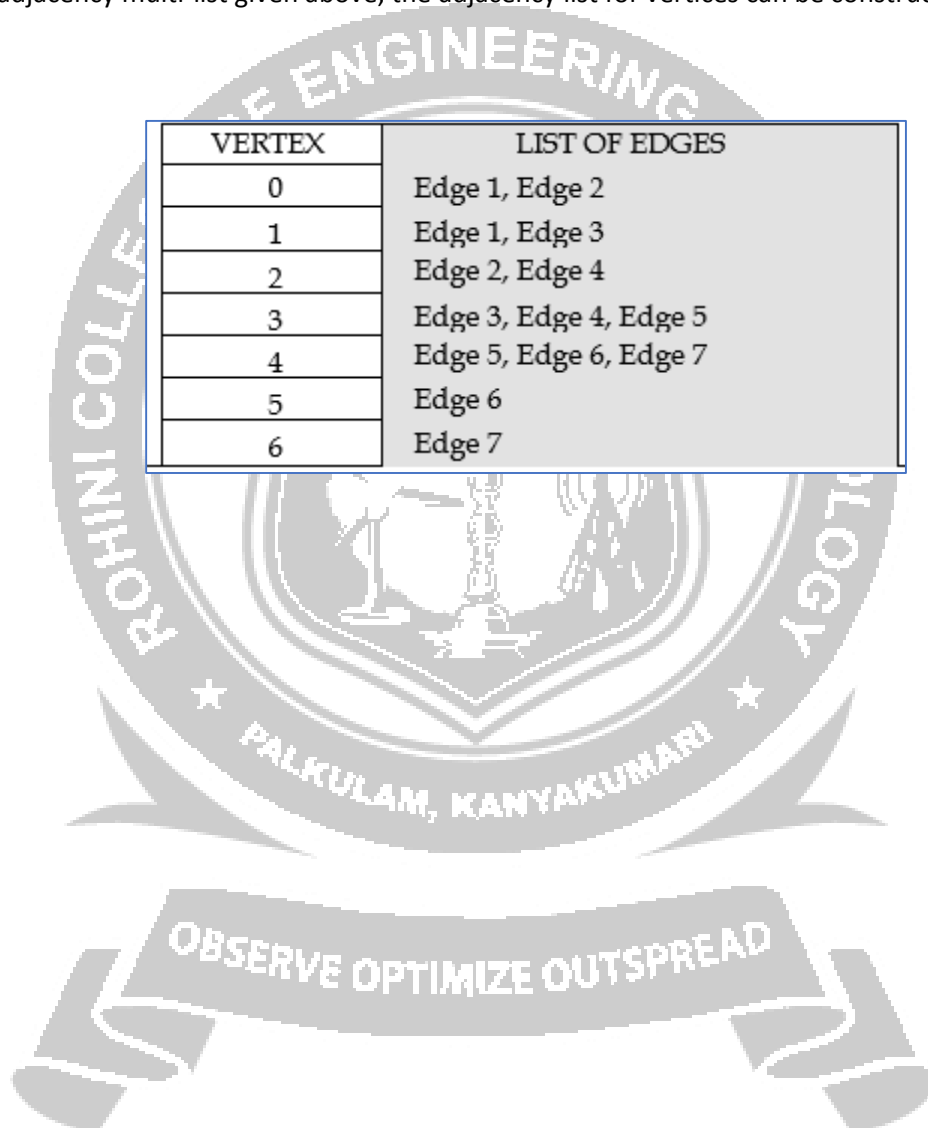 adjacency multi-list given above, the adjacency list for vertices can be
VERTEX LIST OF EDGES
0 Edge 1, Edge 2
1 Edge 1, Edge 3
2 Edge 2, Edge 4
3 Edge 3, Edge 4, Edge 5
4 Edge 5, Edge 6, Edge 7
5 Edge 6
6 Edge 7
ROHINI ENGINEERING
PALKULAM, KANYAKUMARI
OBSERVE OPTIMIZE OUTSPREAD